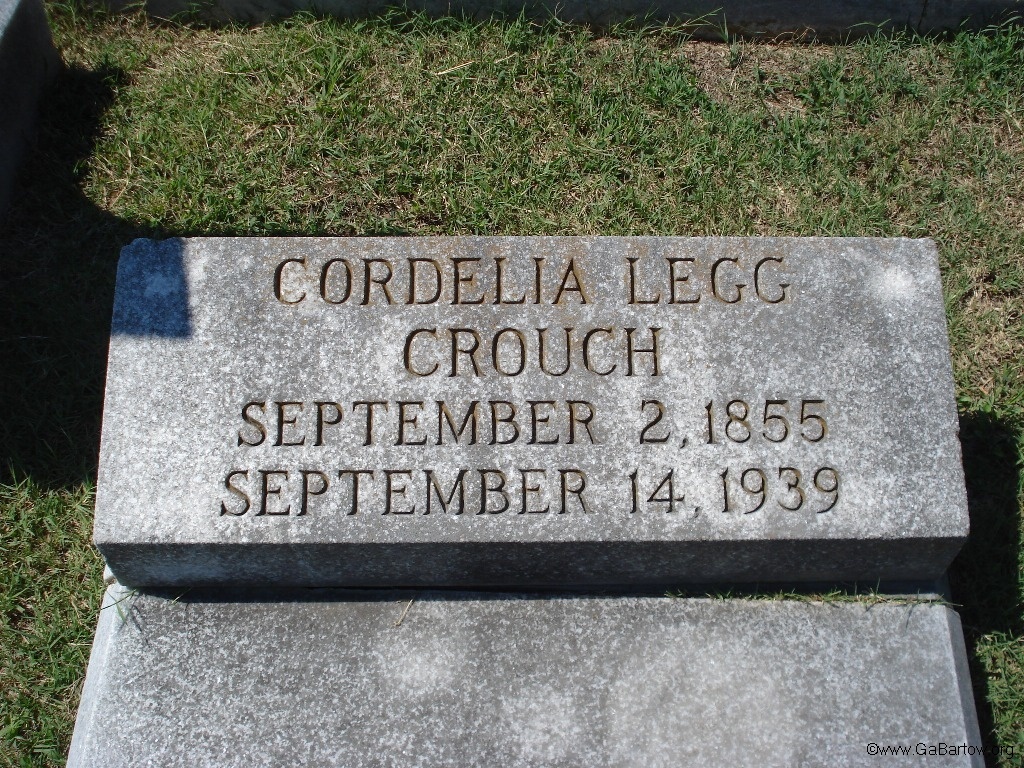 CORDELIA LEGG
CROUCH
SEPTEMBER 2, 1855
SEPTEMBER 14, 1939
©www.GaBartow.org